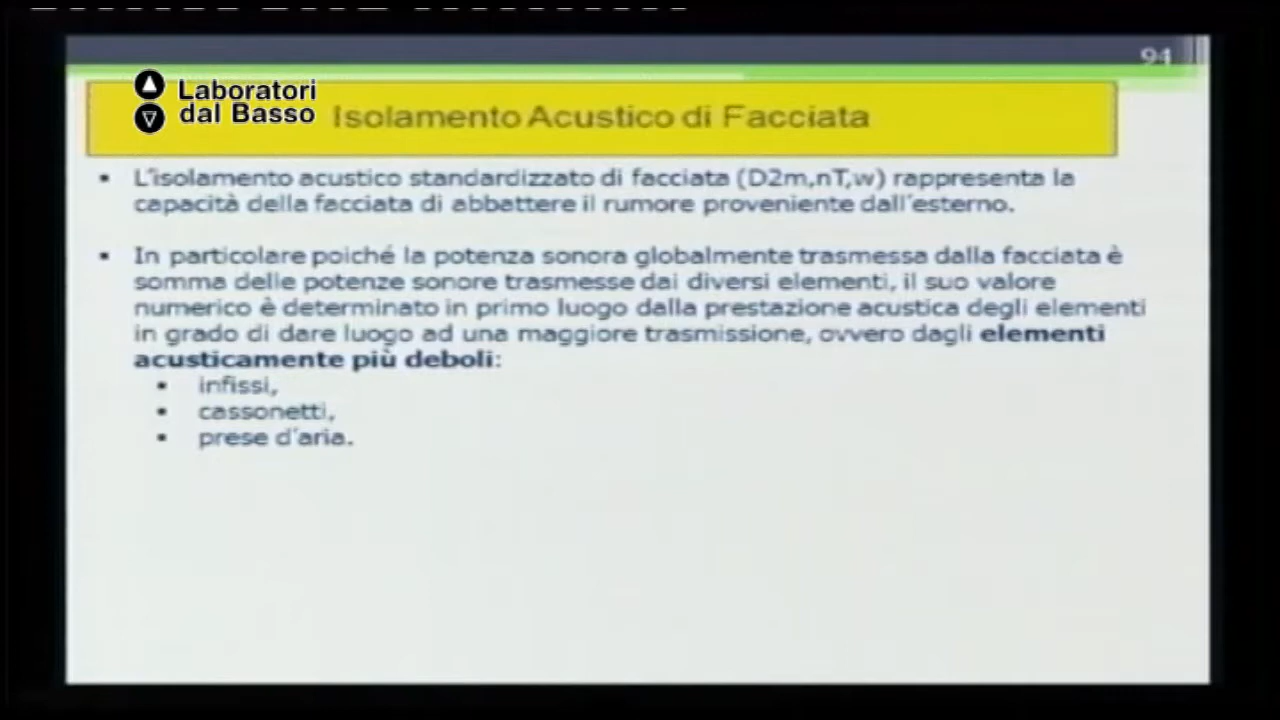 94
Laboratori
dal Basso
Isolamento Acustico di Facciata
▪ L'isolamento acustico standardizzato di facciata (D2m,nT,w) rappresenta la
capacità della facciata di abbattere il rumore proveniente dall'esterno.
▪ In particolare poiché la potenza sonora globalmente trasmessa dalla facciata è
somma delle potenze sonore trasmesse dai diversi elementi, il suo valore
numerico è determinato in primo luogo dalla prestazione acustica degli elementi
in grado di dare luogo ad una maggiore trasmissione, ovvero dagli elementi
acusticamente più deboli:
▪ infissi,
▪ cassonetti,
▪ prese d'aria.